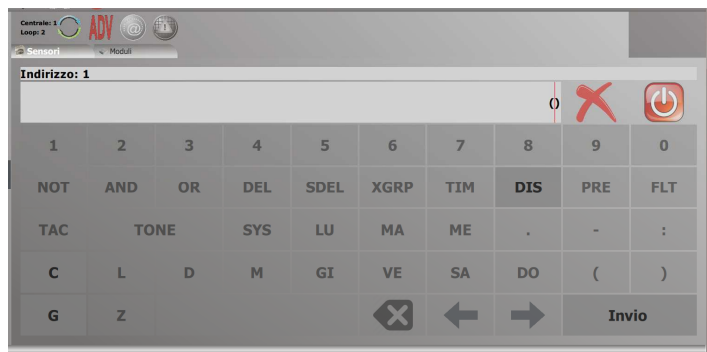 Centrale: 1
Loop: 2
ADV
@
Sensori
Moduli
Indirizzo: 1
()
1 2 3 4 5 6 7 8 9 0
NOT AND OR DEL SDEL XGRP TIM DIS PRE FLT
TAC TONE SYS LU MA ME . - :
C L D M GI VE SA DO ( )
G Z Invio